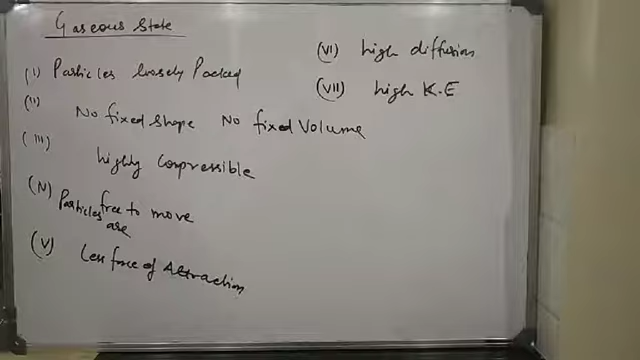 Gaseous State
(I) Particles loosely Packed
(II) No fixed shape No fixed Volume
(III) highly compressible
(IV) Particles are free to move
(V) Less force of Attraction
(VI) high diffusion
(VII) high K.E